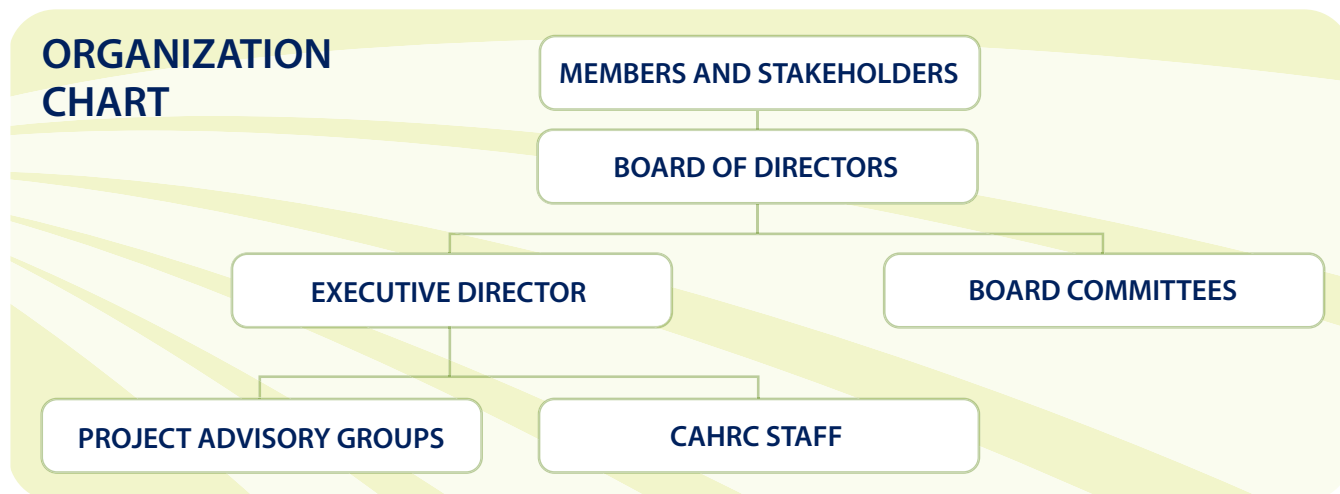 ORGANIZATION
CHART
MEMBERS AND STAKEHOLDERS
BOARD OF DIRECTORS
EXECUTIVE DIRECTOR
BOARD COMMITTEES
PROJECT ADVISORY GROUPS
CAHRC STAFF